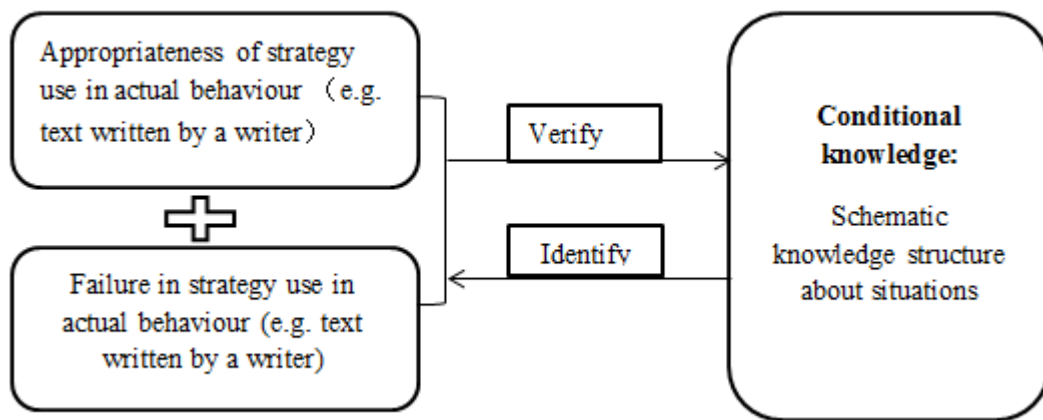 Appropriateness of strategy
use in actual behaviour （e.g.
text written by a writer）
Failure in strategy use in
actual behaviour (e.g. text
written by a writer)
Verify
Identify
Conditional
knowledge:
Schematic
knowledge structure
about situations